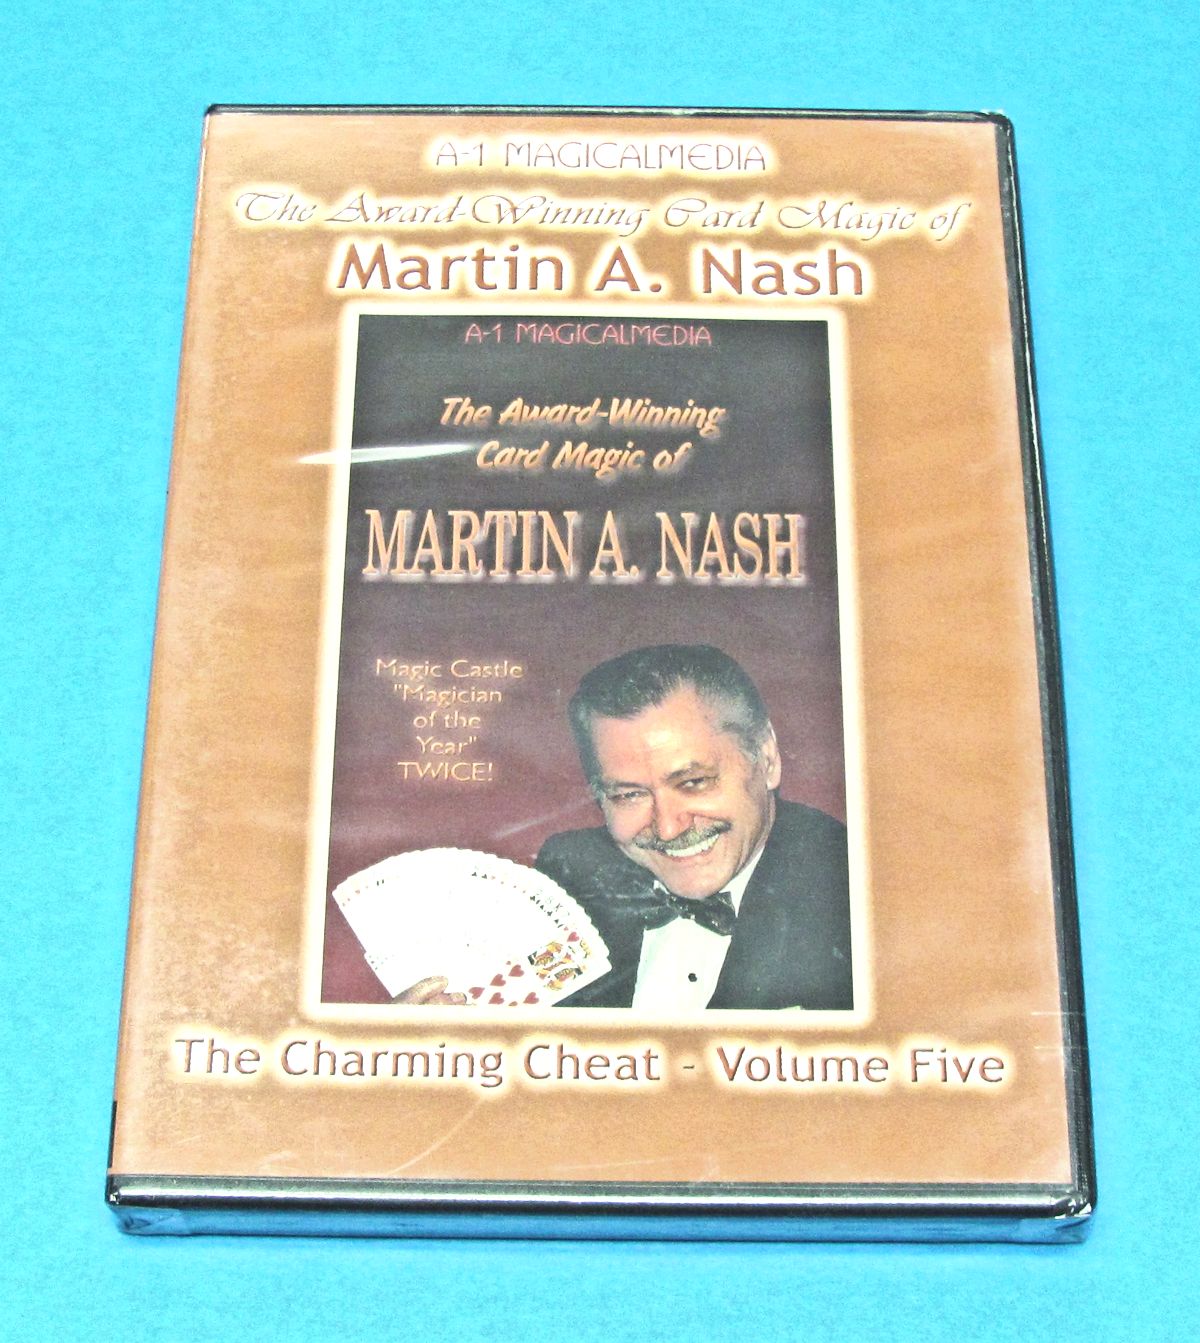 A-1 MAGICALMEDIA
The Award-Winning Card Magic of
Martin A. Nash
A-1 MAGICALMEDIA
The Award-Winning
Card Magic of
MARTIN A. NASH
Magic Castle
"Magician
of the
Year"
TWICE!
The Charming Cheat - Volume Five